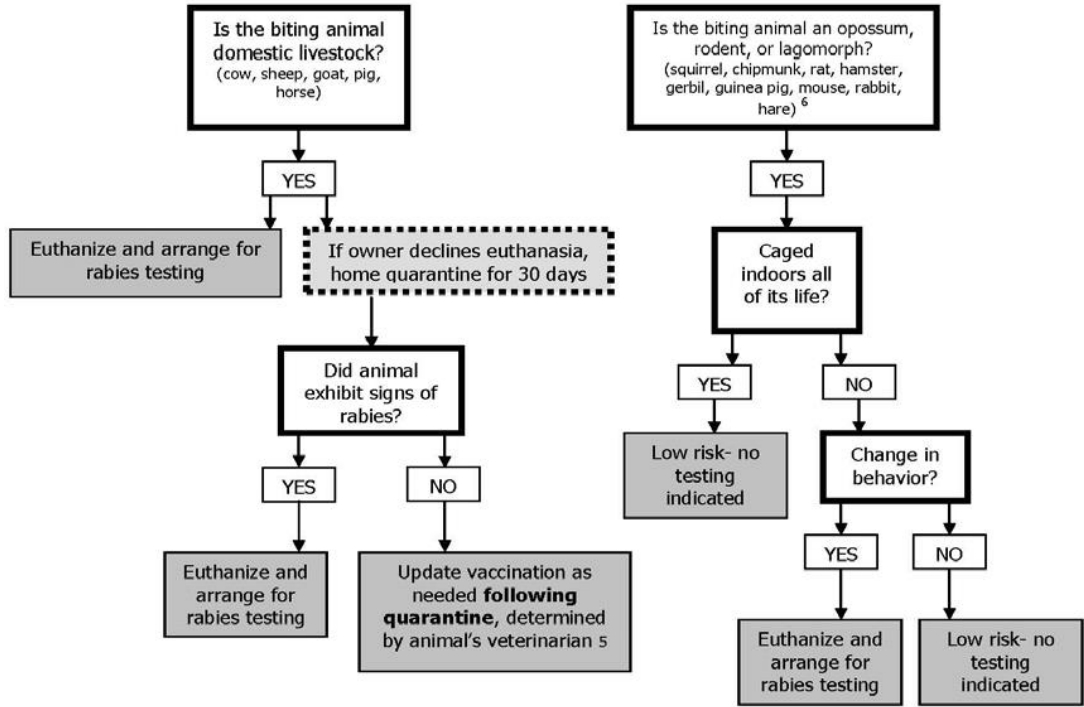 Is the biting animal
domestic livestock?
(cow, sheep, goat, pig,
horse)
YES
Euthanize and arrange for
rabies testing
If owner declines euthanasia,
home quarantine for 30 days
Did animal
exhibit signs of
rabies?
YES
NO
Euthanize and
arrange for
rabies testing
Update vaccination as
needed following
quarantine, determined
by animal's veterinarian 5
Is the biting animal an opossum,
rodent, or lagomorph?
(squirrel, chipmunk, rat, hamster,
gerbil, guinea pig, mouse, rabbit,
hare) 6
YES
Caged
indoors all
of its life?
YES
NO
Low risk- no
testing
indicated
Change in
behavior?
YES
NO
Euthanize and
arrange for
rabies testing
Low risk- no
testing
indicated